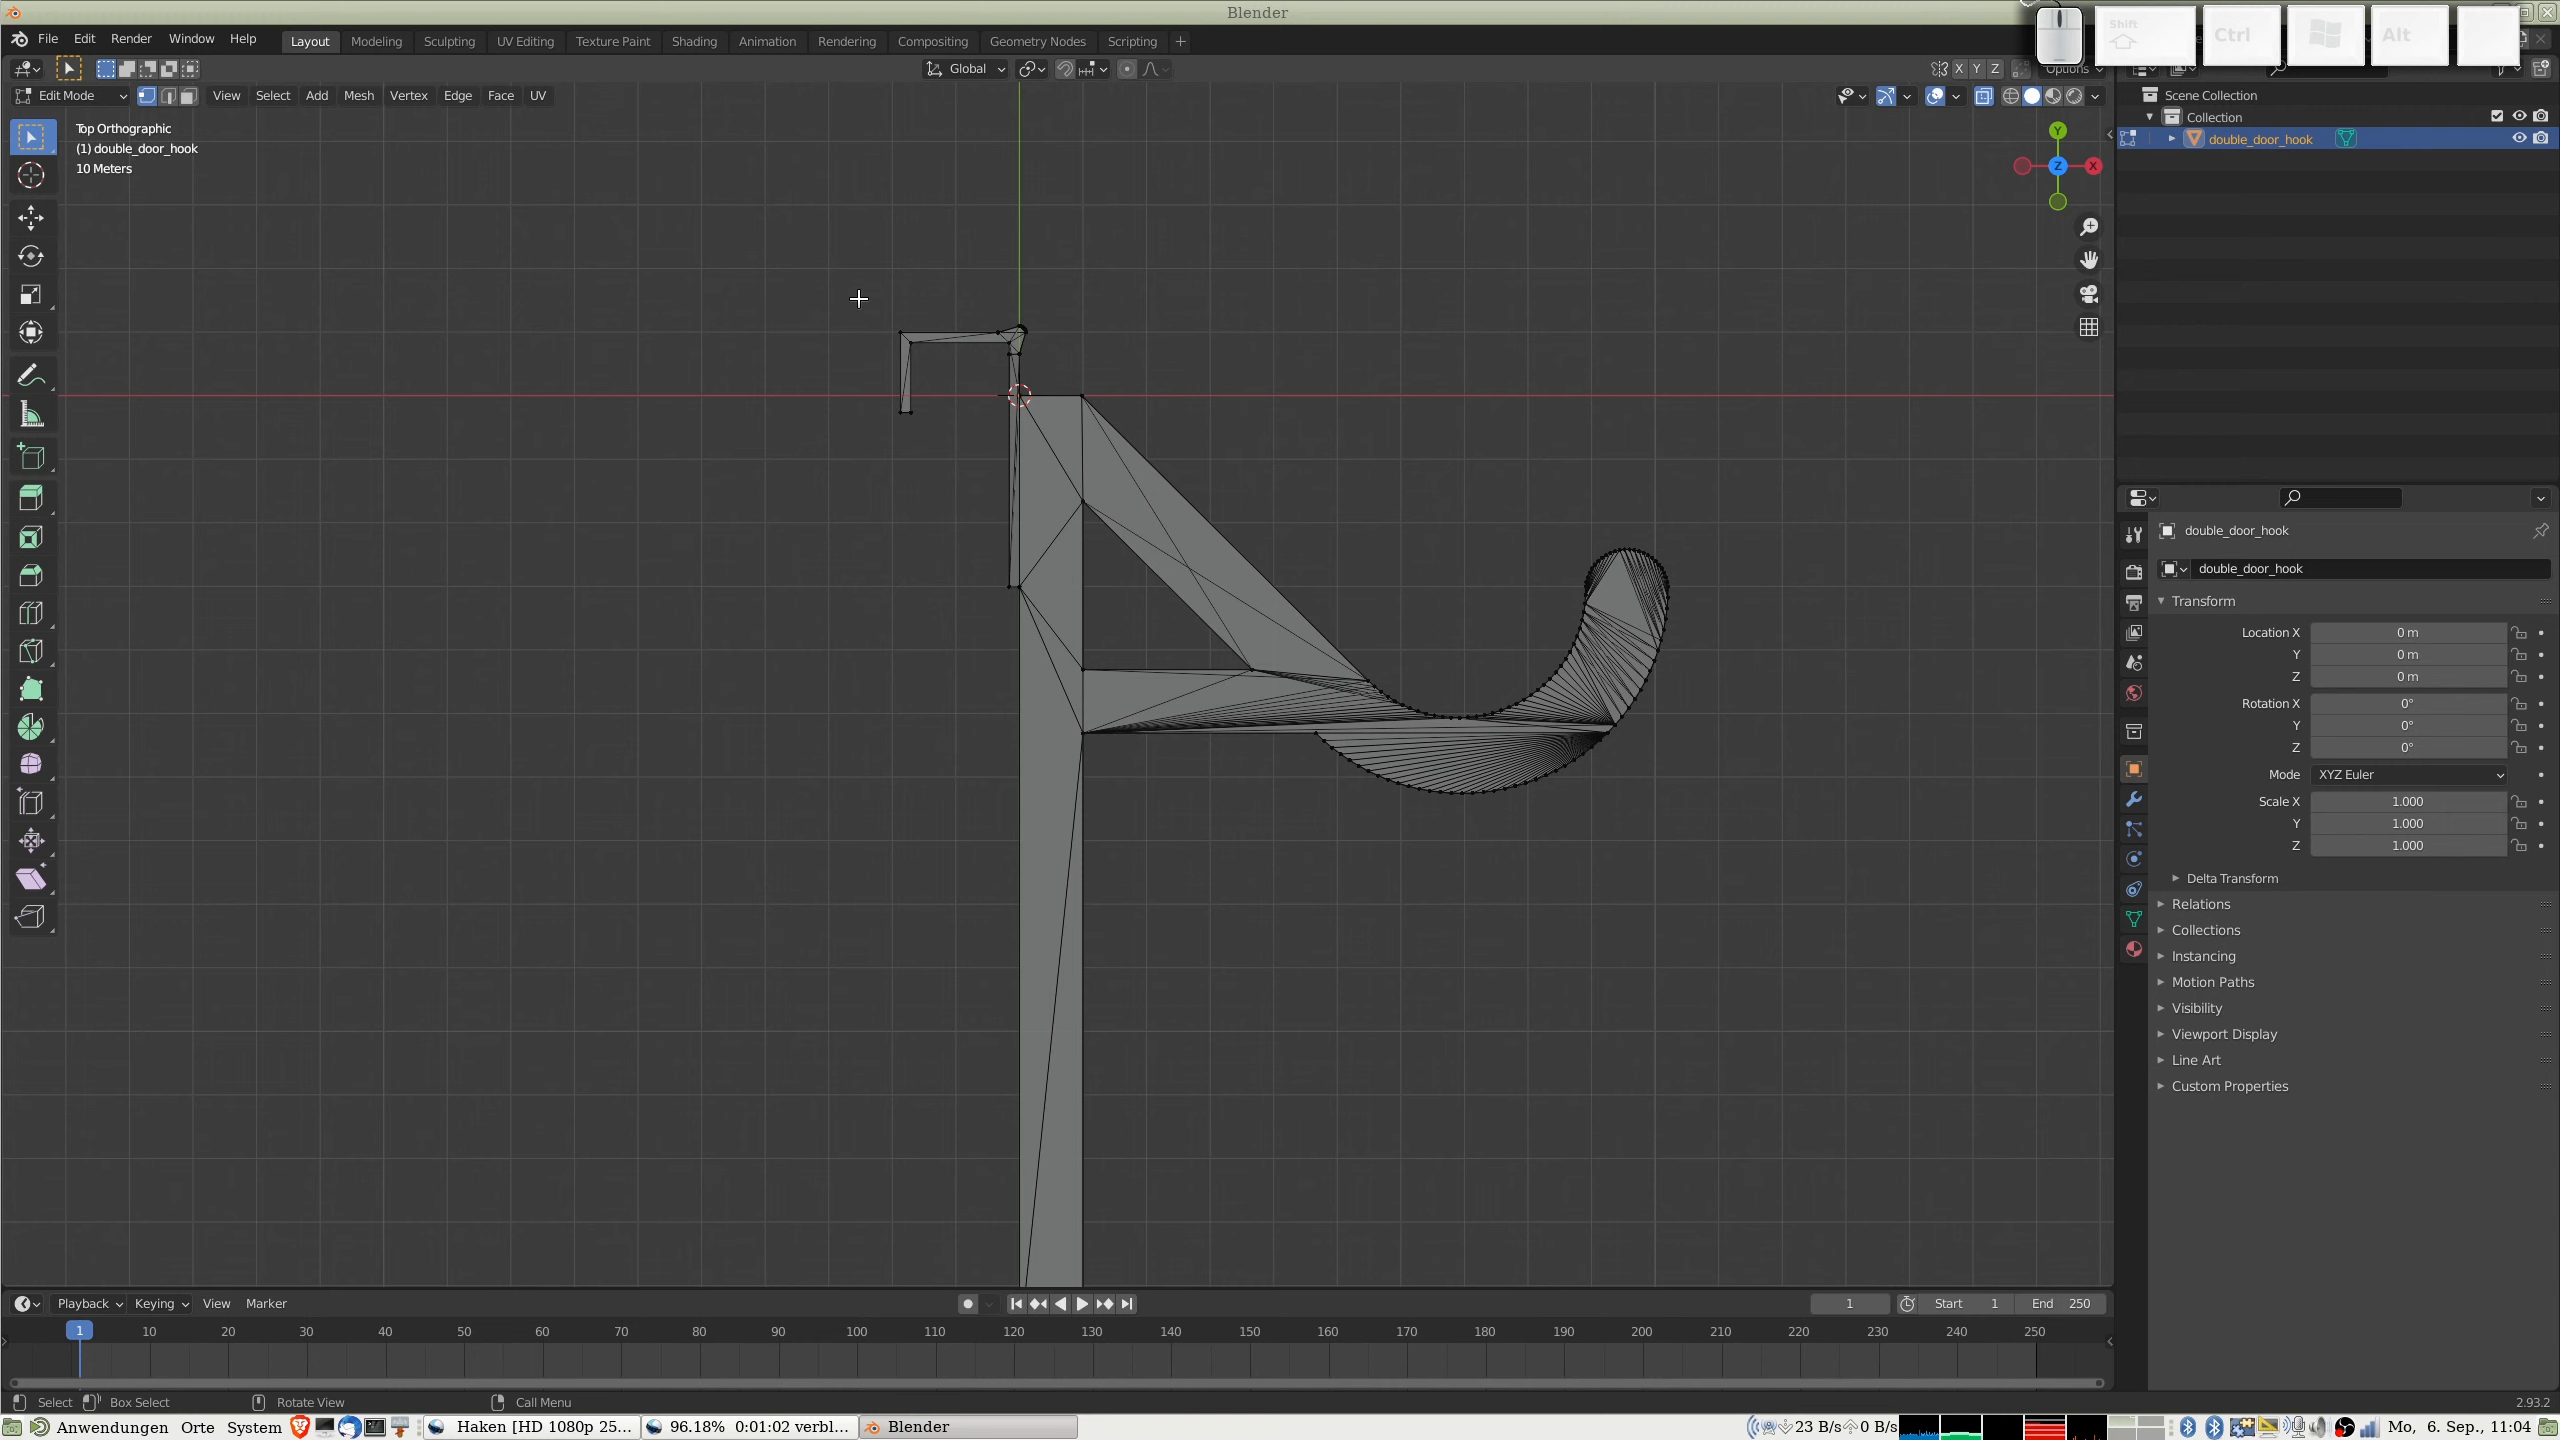 Blender
File Edit Render Window Help Layout Modeling Sculpting UV Editing Texture Paint Shading Animation Rendering Compositing Geometry Nodes Scripting +
Shift Ctrl Alt
Global X Y Z Options
Edit Mode View Select Add Mesh Vertex Edge Face UV
Top Orthographic
(1) double_door_hook
10 Meters
Y
Z X
Scene Collection
Collection
double_door_hook
double_door_hook
double_door_hook
Transform
Location X 0 m
Y 0 m
Z 0 m
Rotation X 0°
Y 0°
Z 0°
Mode XYZ Euler
Scale X 1.000
Y 1.000
Z 1.000
Delta Transform
Relations
Collections
Instancing
Motion Paths
Visibility
Viewport Display
Line Art
Custom Properties
Playback Keying View Marker 1 Start 1 End 250
1 10 20 30 40 50 60 70 80 90 100 110 120 130 140 150 160 170 180 190 200 210 220 230 240 250
Select Box Select Rotate View Call Menu 2.93.2
Anwendungen Orte System Haken [HD 1080p 25... 96.18% 0:01:02 verbl... Blender 23 B/s 0 B/s Mo, 6. Sep., 11:04